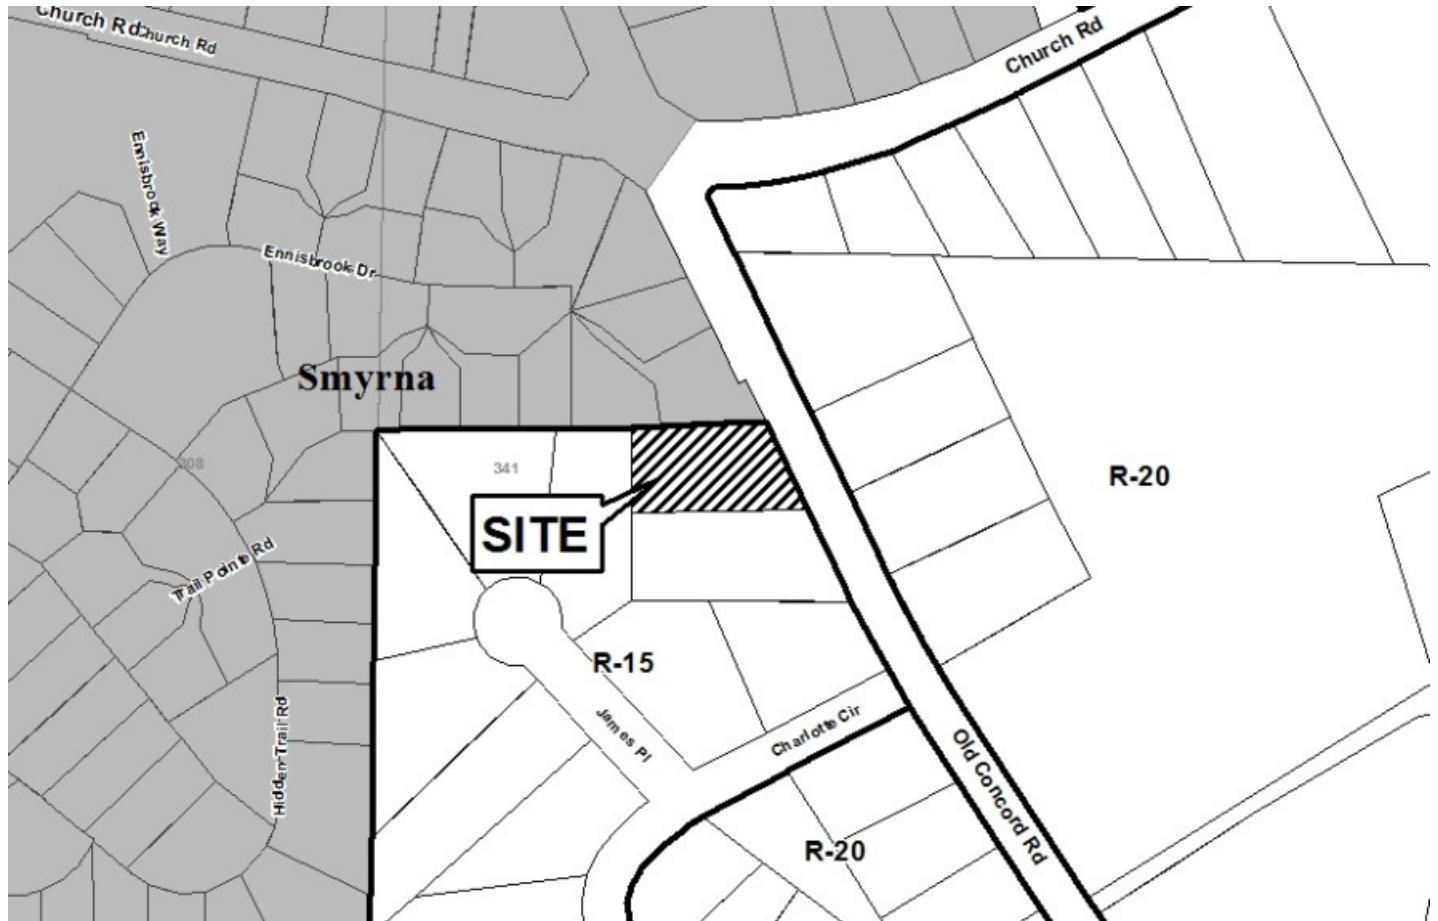 Church Rd
Church Rd
Church Rd
Ennisbrook Way
Ennisbrook Dr
Smyrna
308
341
R-20
SITE
Trail Pointe Rd
R-15
James Pl
Charlotte Cir
Hidden Trail Rd
Old Concord Rd
R-20